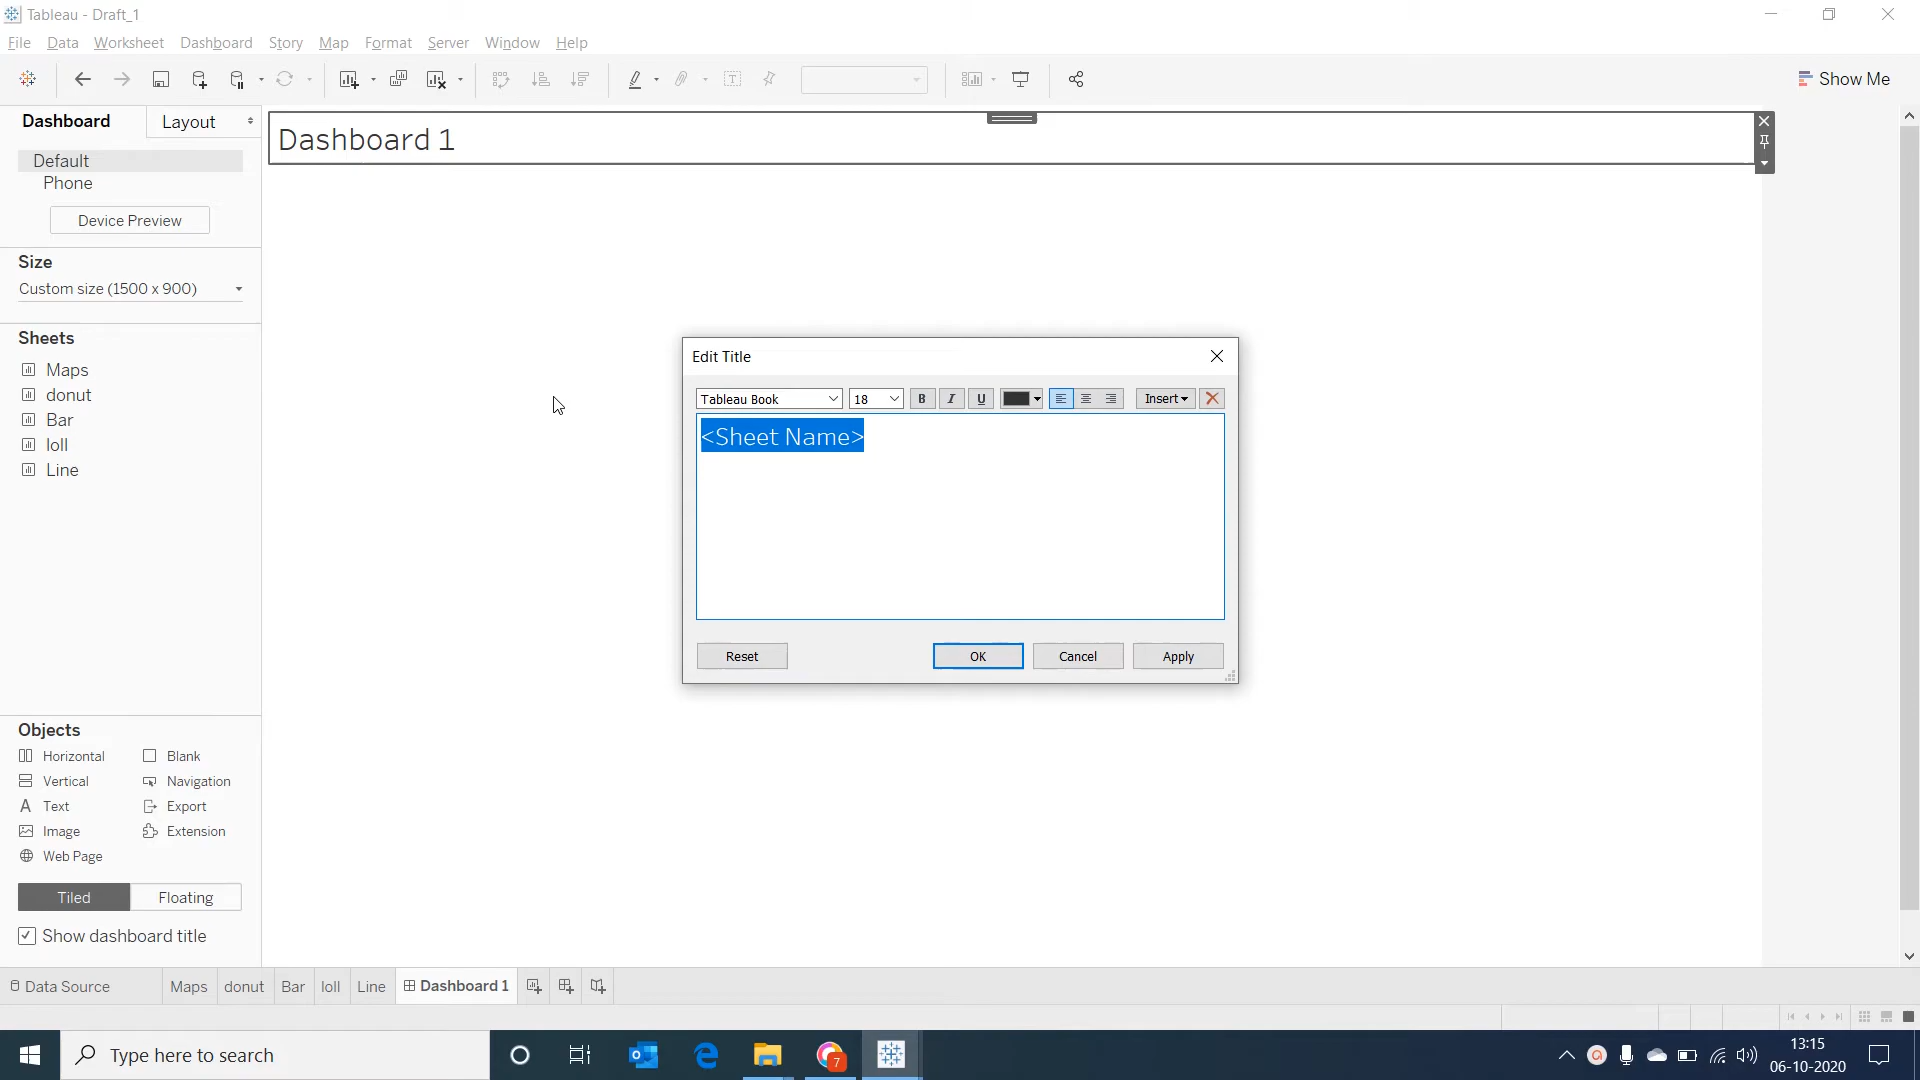 Tableau - Draft_1
File Data Worksheet Dashboard Story Map Format Server Window Help
Show Me
Dashboard Layout
Default
Phone
Device Preview
Size
Custom size (1500 x 900)
Sheets
Maps
donut
Bar
loll
Line
Dashboard 1
Edit Title
Tableau Book 18 B I U Insert
<Sheet Name>
Reset OK Cancel Apply
Objects
Horizontal Blank
Vertical Navigation
A Text Export
Image Extension
Web Page
Tiled Floating
Show dashboard title
Data Source Maps donut Bar loll Line Dashboard 1
Type here to search
7
13:15
06-10-2020